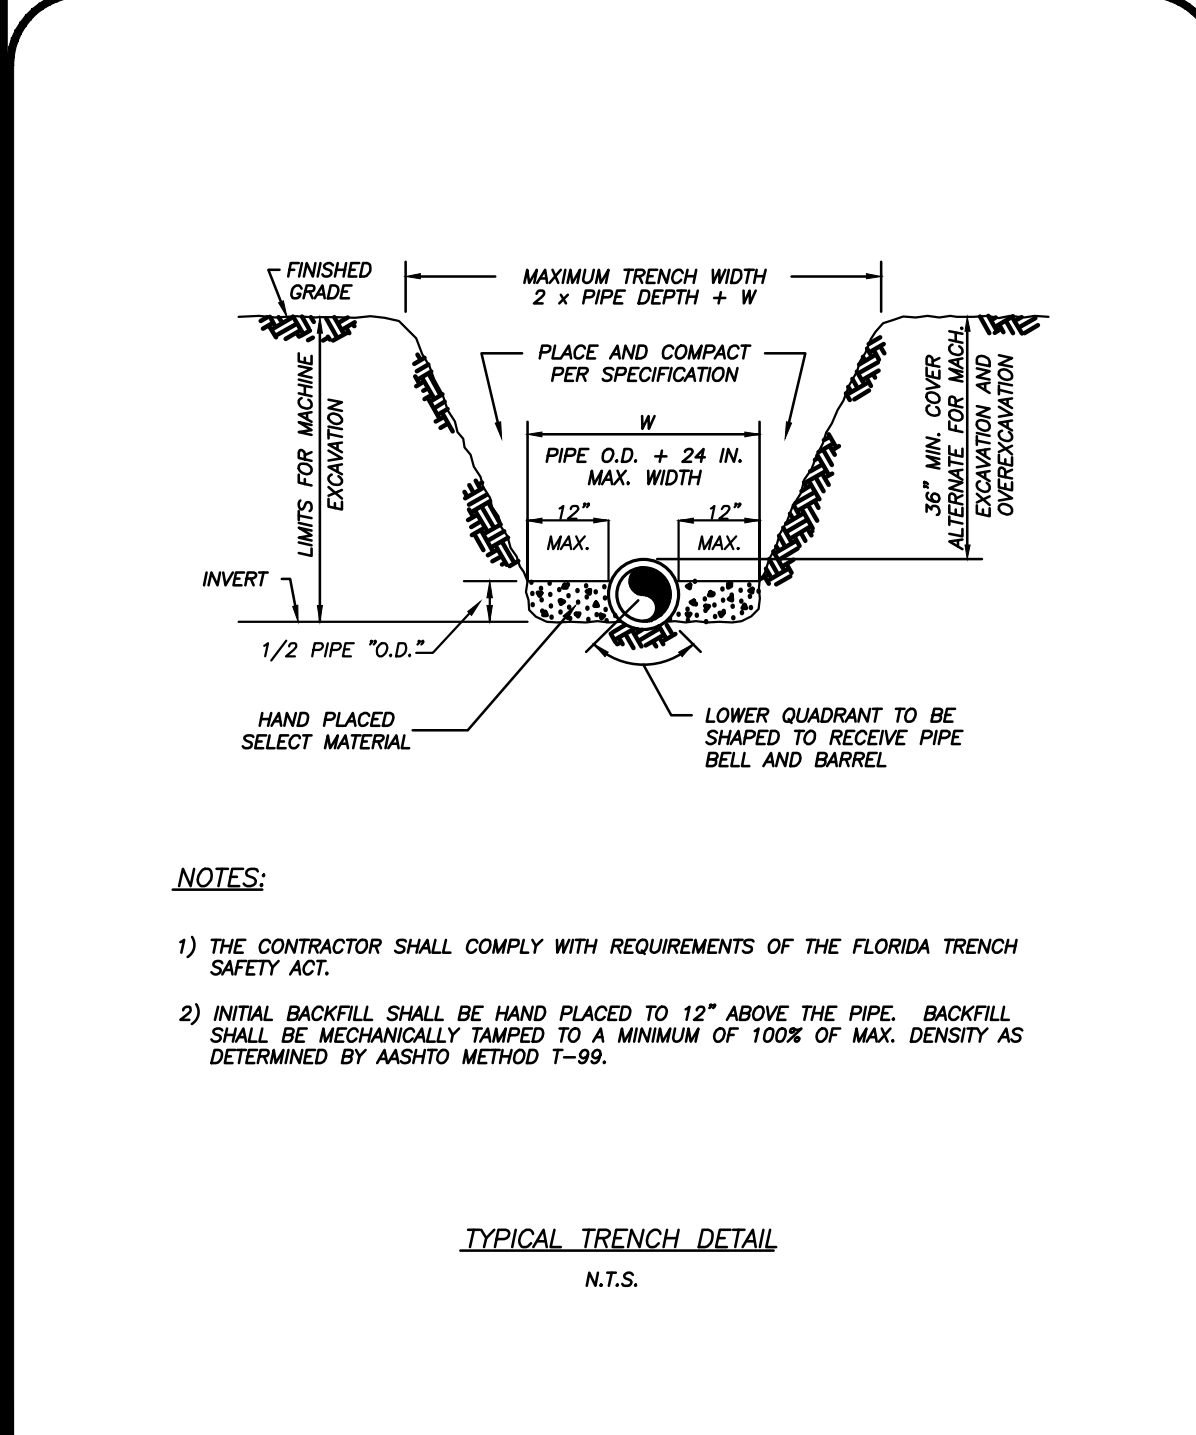 FINISHED
GRADE
MAXIMUM TRENCH WIDTH
2 x PIPE DEPTH + W
PLACE AND COMPACT
PER SPECIFICATION
LIMITS FOR MACHINE
EXCAVATION
36" MIN. COVER
ALTERNATE FOR MACH.
EXCAVATION AND
OVEREXCAVATION
W
PIPE O.D. + 24 IN.
MAX. WIDTH
12"
MAX.
12"
MAX.
INVERT
1/2 PIPE "O.D."
HAND PLACED
SELECT MATERIAL
LOWER QUADRANT TO BE
SHAPED TO RECEIVE PIPE
BELL AND BARREL
NOTES:
1) THE CONTRACTOR SHALL COMPLY WITH REQUIREMENTS OF THE FLORIDA TRENCH
SAFETY ACT.
2) INITIAL BACKFILL SHALL BE HAND PLACED TO 12" ABOVE THE PIPE. BACKFILL
SHALL BE MECHANICALLY TAMPED TO A MINIMUM OF 100% OF MAX. DENSITY AS
DETERMINED BY AASHTO METHOD T-99.
TYPICAL TRENCH DETAIL
N.T.S.